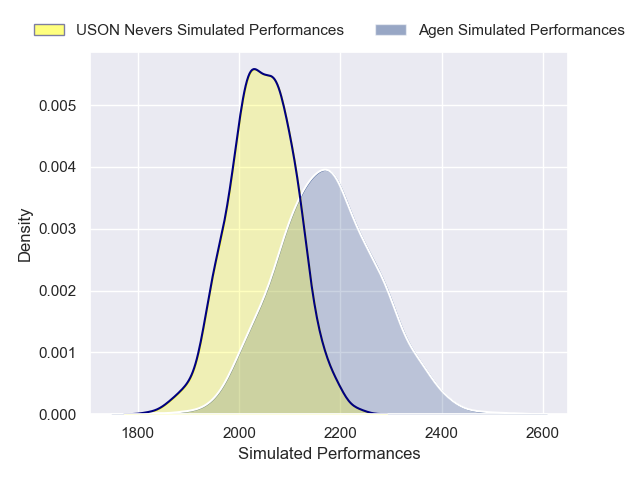 USON Nevers Simulated Performances
Agen Simulated Performances
Density
0.005
0.004
0.003
0.002
0.001
0.000
1800
2000
2200
2400
2600
Simulated Performances